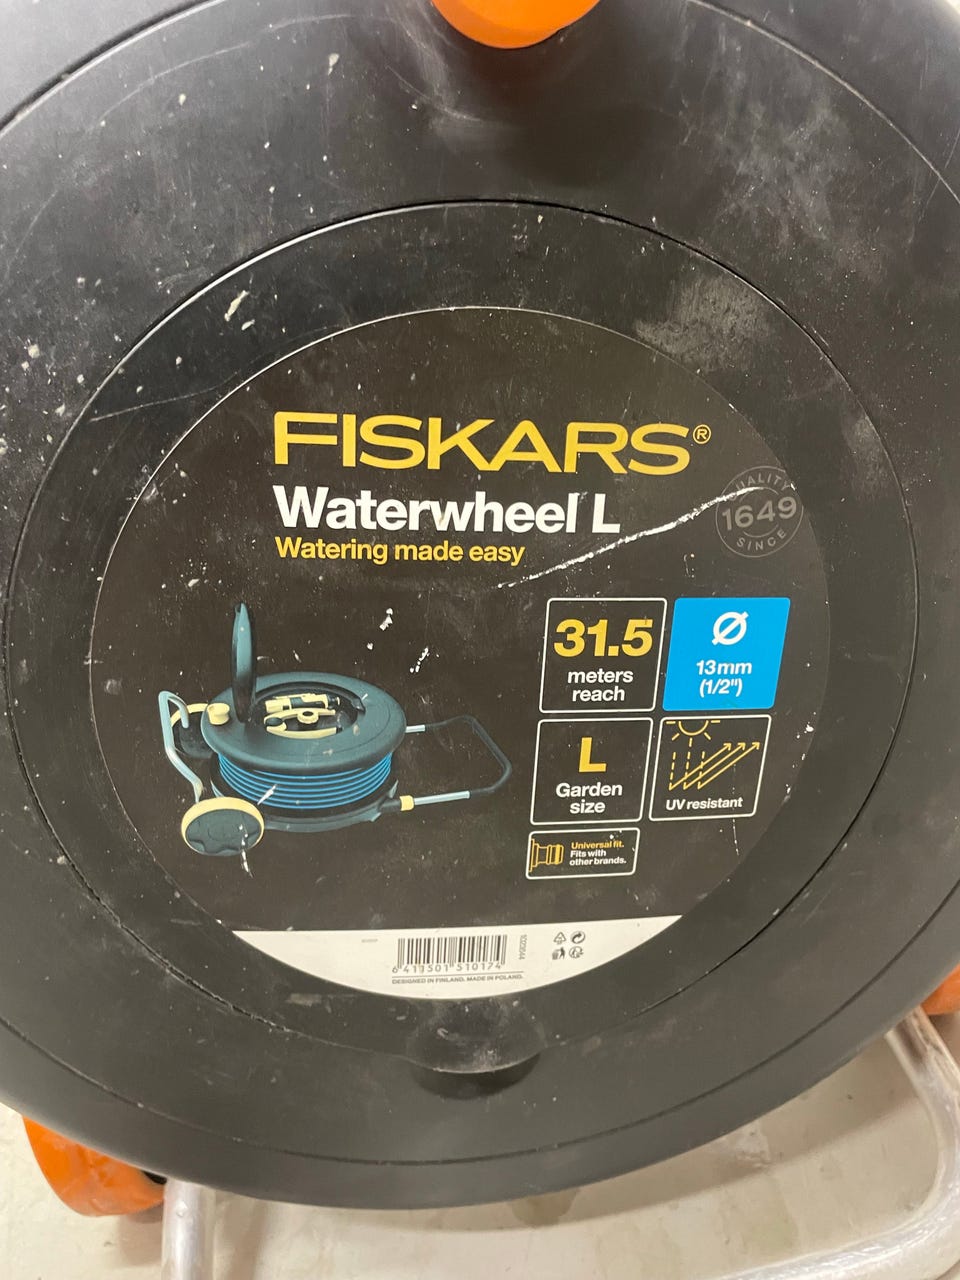 FISKARS®
Waterwheel L
Watering made easy
QUALITY
1649
SINCE
31.5
meters
reach
Ø
13mm
(1/2")
L
Garden
size
UV resistant
Universal fit.
Fits with
other brands.
6 411501 510174
DESIGNED IN FINLAND. MADE IN POLAND.